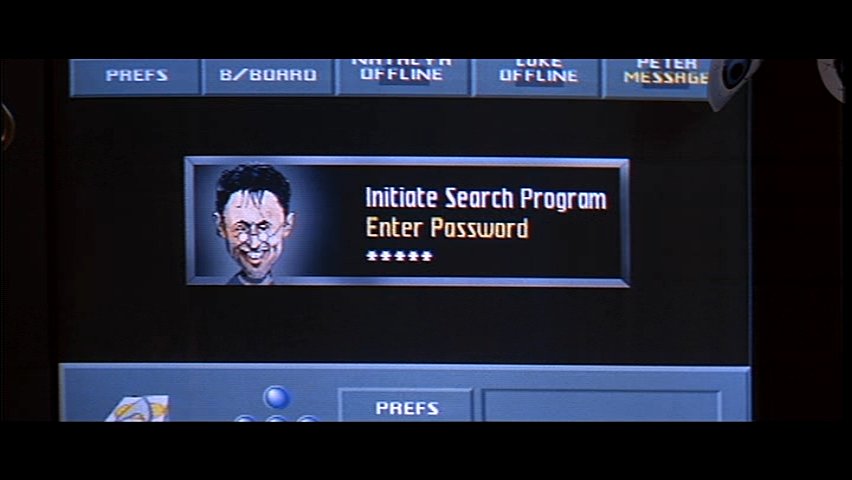 PREFS
B/BOARD
NATALYA
OFFLINE
LUKE
OFFLINE
PETER
MESSAGE
Initiate Search Program
Enter Password
*****
PREFS